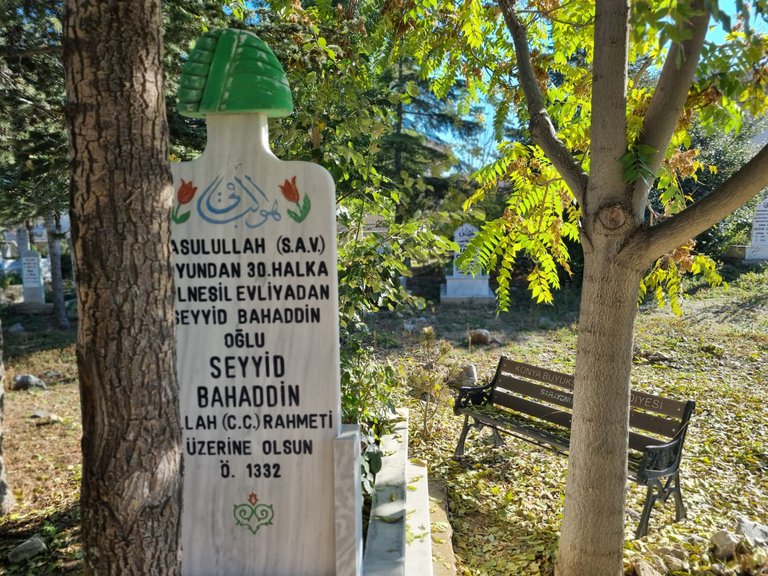 هو الباقي
ASULULLAH (S.A.V.)
YUNDAN 30.HALKA
LNESİL EVLİYADAN
SEYYİD BAHADDİN
OĞLU
SEYYİD
BAHADDİN
LLAH (C.C.) RAHMETİ
ÜZERİNE OLSUN
Ö. 1332
KONYA BÜYÜK DİYESİ